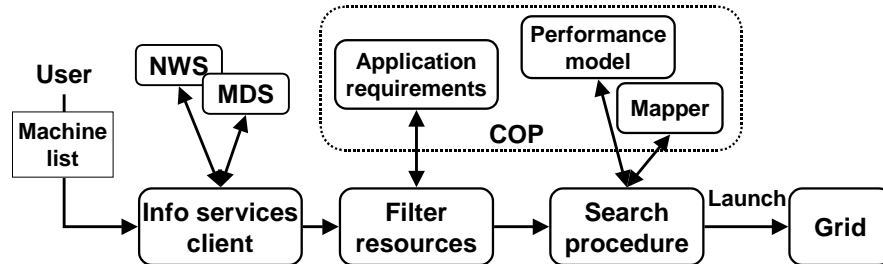 User
Machine
list
NWS
MDS
Application
requirements
Performance
model
Mapper
COP
Info services
client
Filter
resources
Search
procedure
Launch
Grid